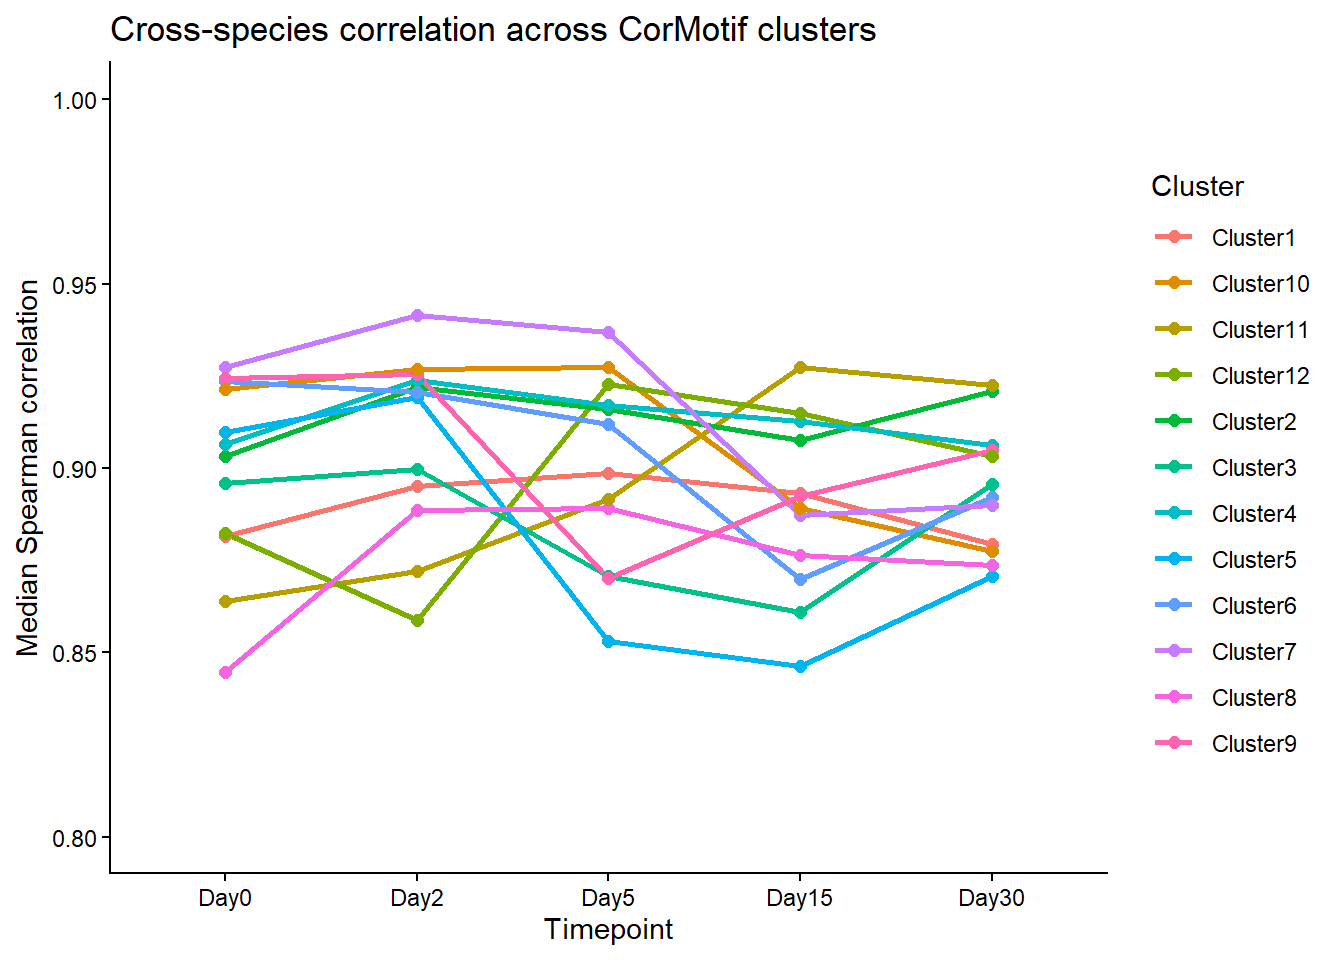 Cross-species correlation across CorMotif clusters
Median Spearman correlation
1.00
0.95
0.90
0.85
0.80
Day0
Day2
Day5
Day15
Day30
Timepoint
Cluster
Cluster1
Cluster10
Cluster11
Cluster12
Cluster2
Cluster3
Cluster4
Cluster5
Cluster6
Cluster7
Cluster8
Cluster9